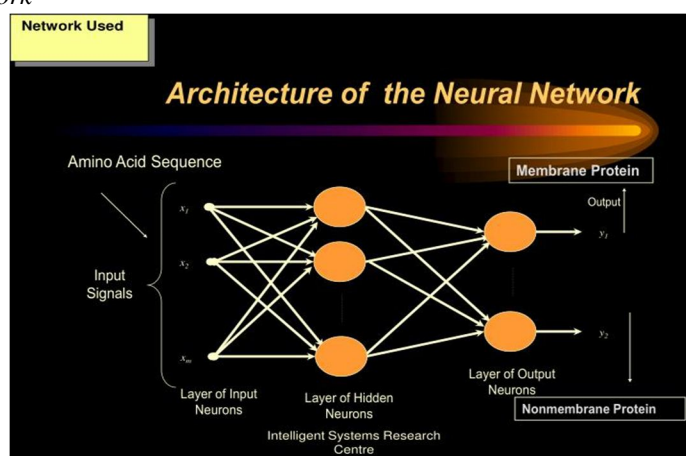 Network Used
Architecture of the Neural Network
Amino Acid Sequence
Membrane Protein
Output
x1
y1
x2
Input
Signals
xm
y2
Layer of Input
Neurons
Layer of Hidden
Neurons
Layer of Output
Neurons
Nonmembrane Protein
Intelligent Systems Research
Centre